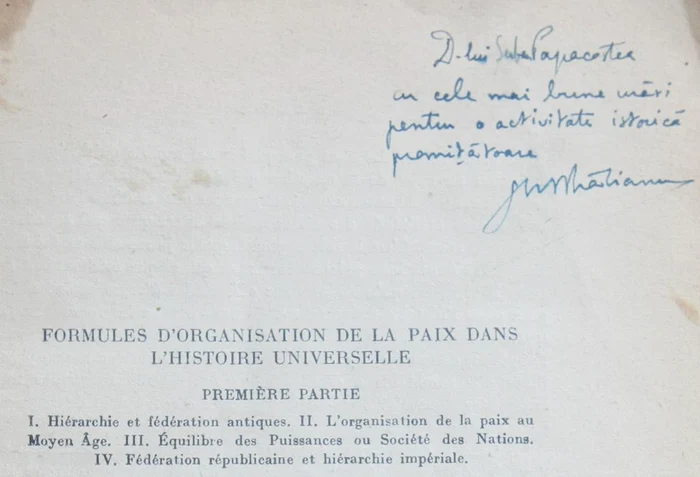 D-lui Șerban Papacostea
cu cele mai bune urări
pentru o activitate istorică
promițătoare
GhBrătianu
FORMULES D'ORGANISATION DE LA PAIX DANS
L'HISTOIRE UNIVERSELLE
PREMIÈRE PARTIE
I. Hiérarchie et fédération antiques. II. L'organisation de la paix au
Moyen Âge. III. Équilibre des Puissances ou Société des Nations.
IV. Fédération républicaine et hiérarchie impériale.